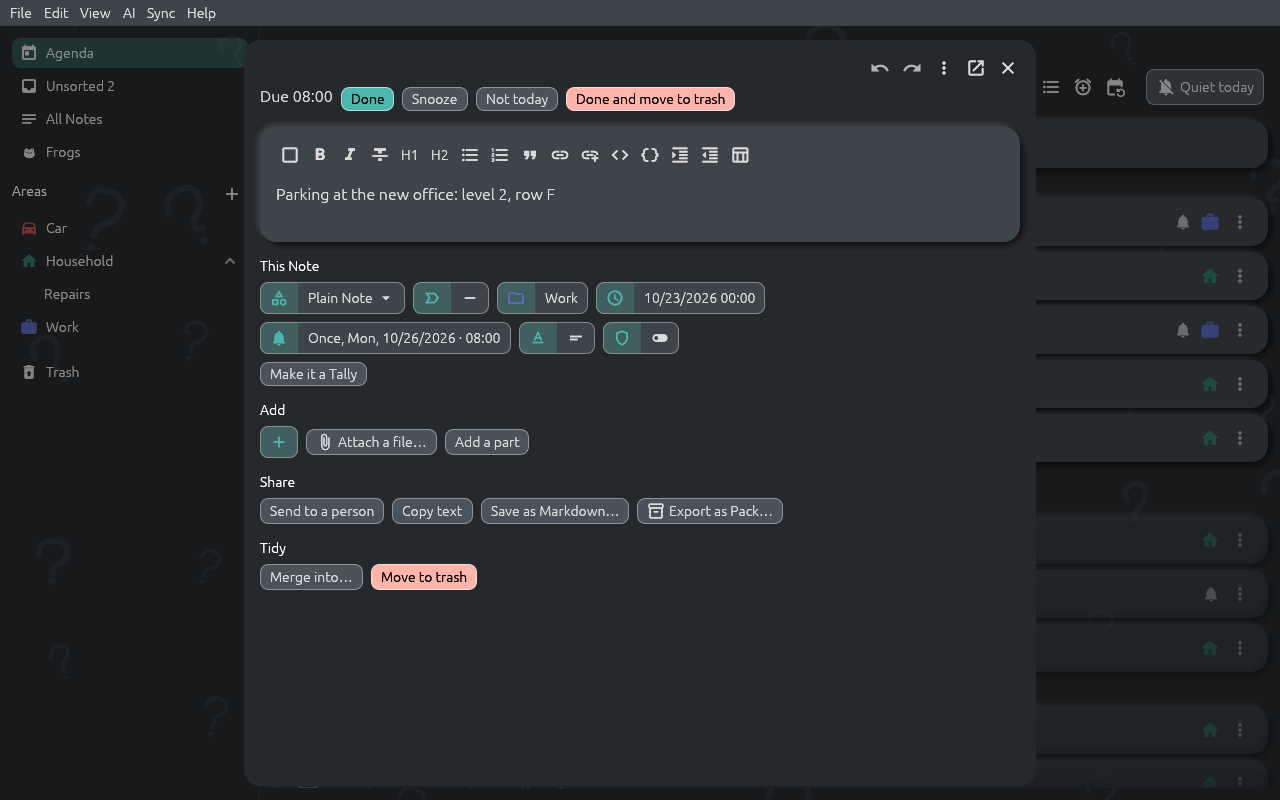 File Edit View AI Sync Help
Agenda
Unsorted 2
All Notes
Frogs
Areas
Car
Household
Repairs
Work
Trash
Quiet today
Due 08:00 Done Snooze Not today Done and move to trash
B I H1 H2
Parking at the new office: level 2, row F
This Note
Plain Note Work 10/23/2026 00:00
Once, Mon, 10/26/2026 · 08:00
Make it a Tally
Add
Attach a file... Add a part
Share
Send to a person Copy text Save as Markdown... Export as Pack...
Tidy
Merge into... Move to trash